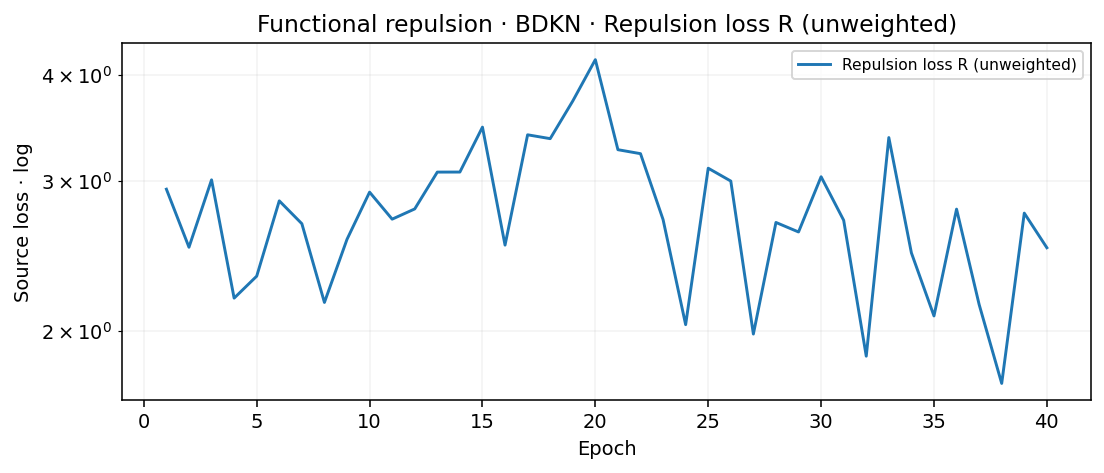 Functional repulsion · BDKN · Repulsion loss R (unweighted)
Repulsion loss R (unweighted)
Source loss · log
4 × 10⁰
3 × 10⁰
2 × 10⁰
0 5 10 15 20 25 30 35 40
Epoch